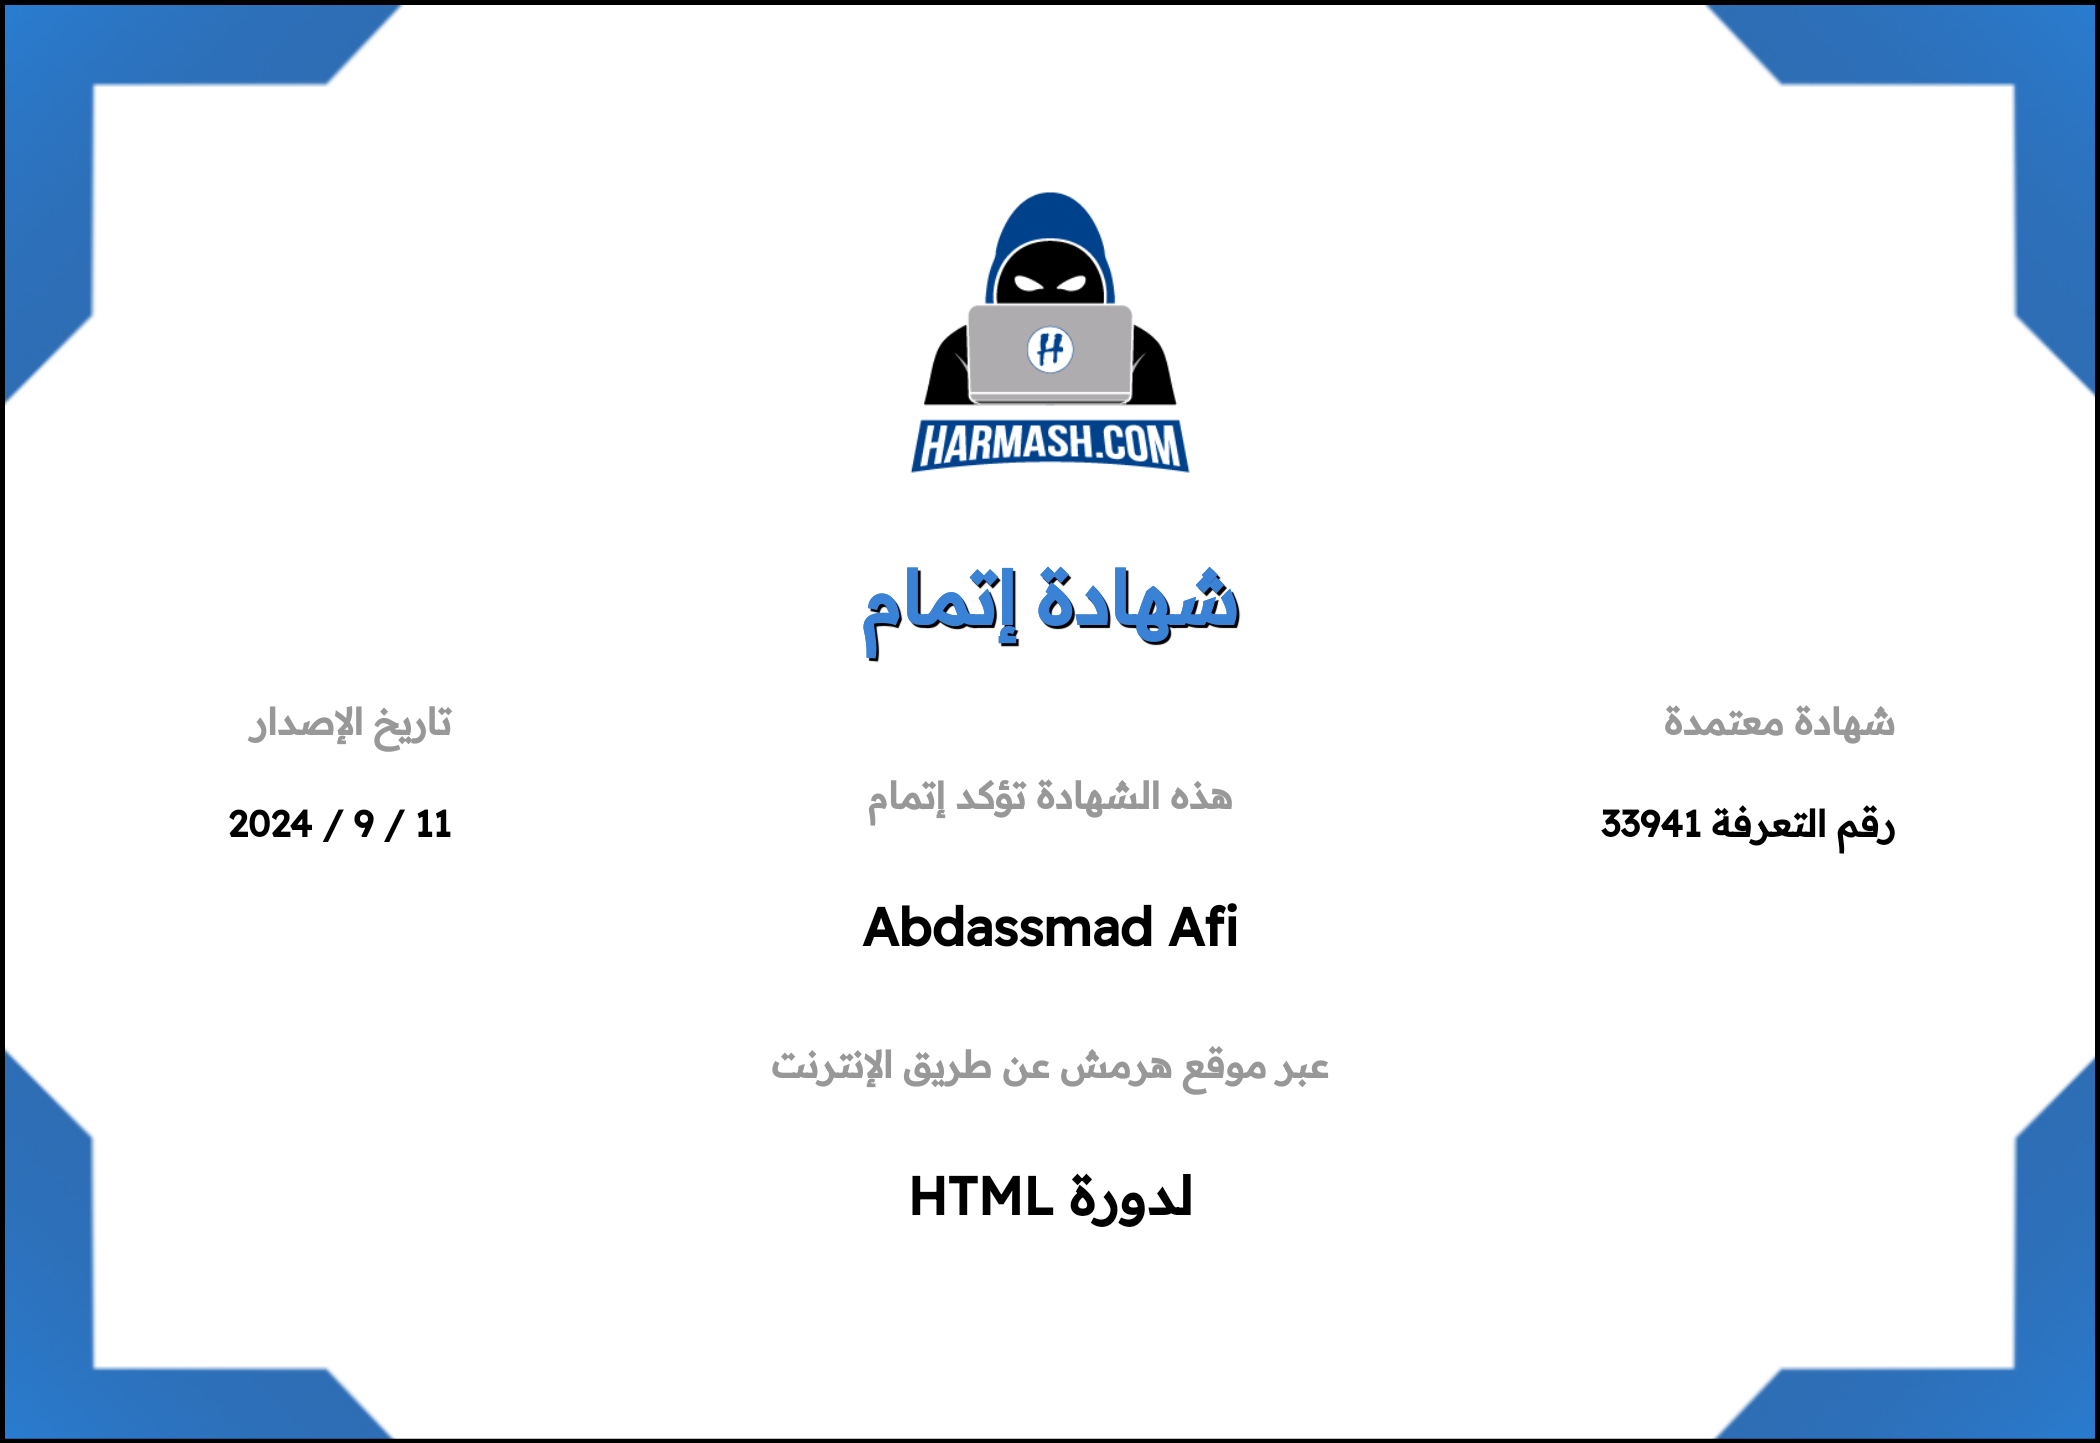 H
HARMASH.COM
شهادة إتمام
شهادة معتمدة
رقم التعرفة 33941
تاريخ الإصدار
11 / 9 / 2024
هذه الشهادة تؤكد إتمام
Abdassmad Afi
عبر موقع هرمش عن طريق الإنترنت
لدورة HTML